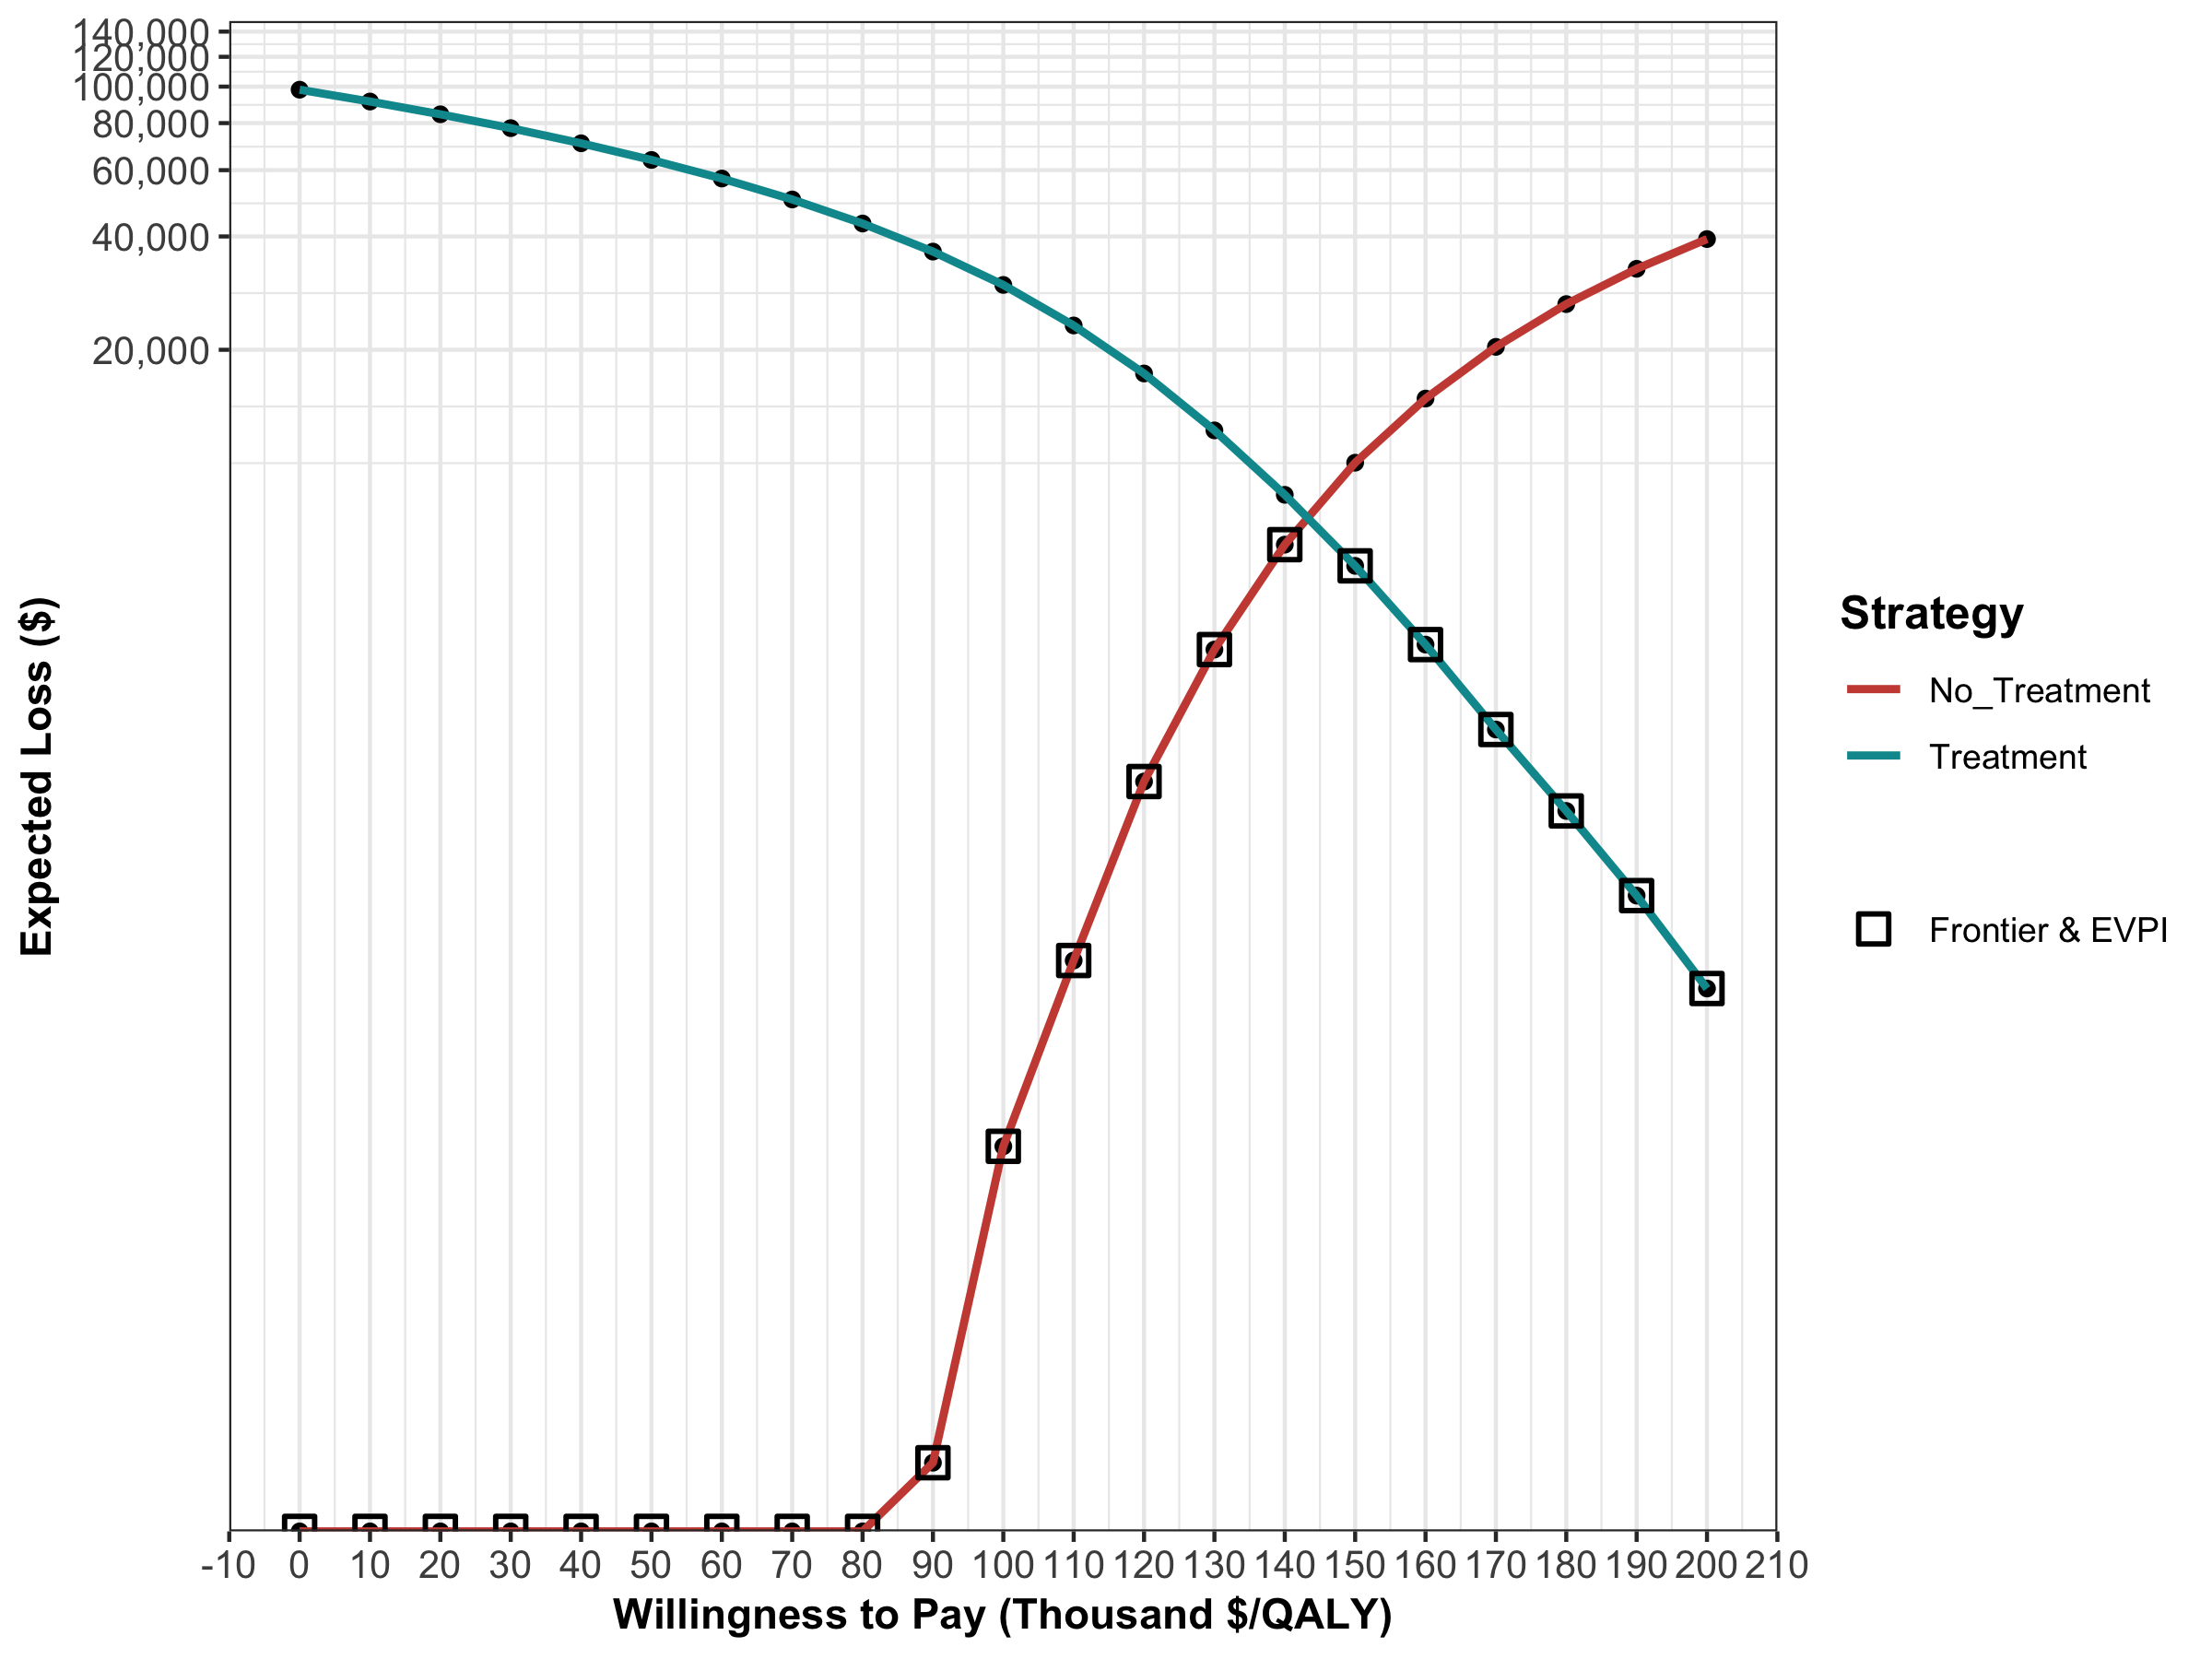 140,000
120,000
100,000
80,000
60,000
40,000
20,000
Expected Loss ($)
-10 0 10 20 30 40 50 60 70 80 90 100 110 120 130 140 150 160 170 180 190 200 210
Willingness to Pay (Thousand $/QALY)
Strategy
No_Treatment
Treatment
Frontier & EVPI